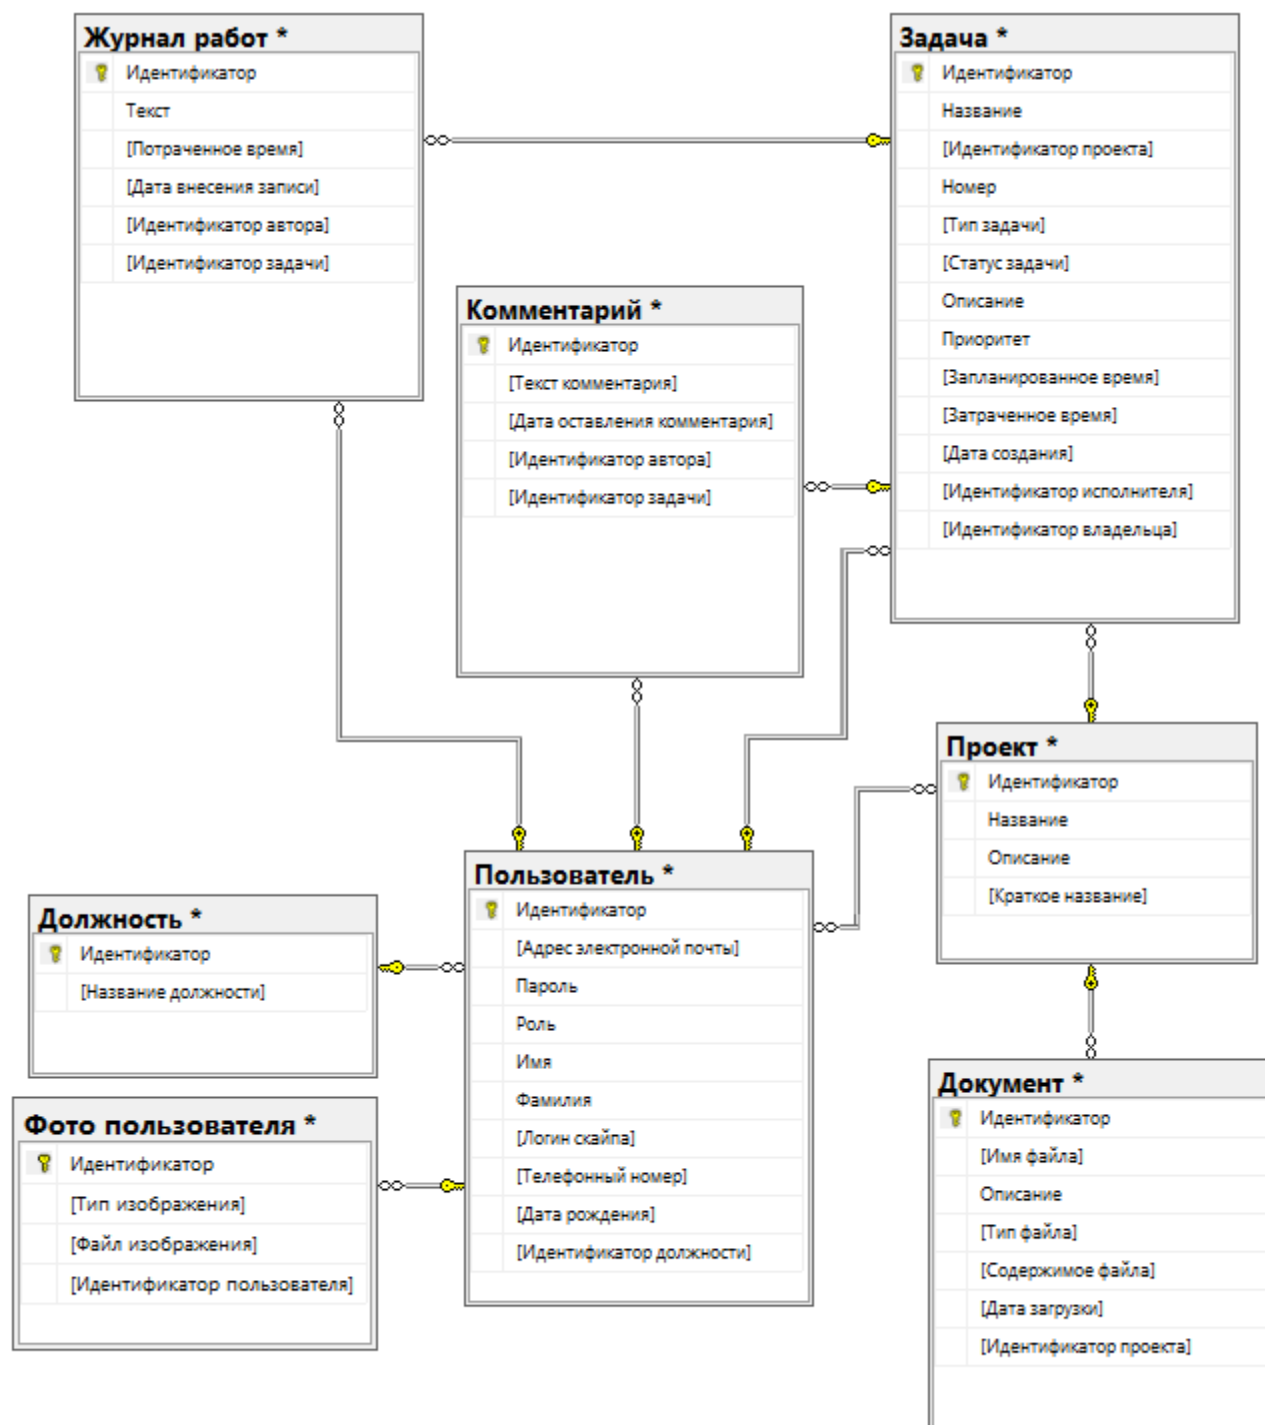 Журнал работ *
Идентификатор
Текст
[Потраченное время]
[Дата внесения записи]
[Идентификатор автора]
[Идентификатор задачи]
Задача *
Идентификатор
Название
[Идентификатор проекта]
Номер
[Тип задачи]
[Статус задачи]
Описание
Приоритет
[Запланированное время]
[Затраченное время]
[Дата создания]
[Идентификатор исполнителя]
[Идентификатор владельца]
Комментарий *
Идентификатор
[Текст комментария]
[Дата оставления комментария]
[Идентификатор автора]
[Идентификатор задачи]
Проект *
Идентификатор
Название
Описание
[Краткое название]
Пользователь *
Идентификатор
[Адрес электронной почты]
Пароль
Роль
Имя
Фамилия
[Логин скайпа]
[Телефонный номер]
[Дата рождения]
[Идентификатор должности]
Должность *
Идентификатор
[Название должности]
Фото пользователя *
Идентификатор
[Тип изображения]
[Файл изображения]
[Идентификатор пользователя]
Документ *
Идентификатор
[Имя файла]
Описание
[Тип файла]
[Содержимое файла]
[Дата загрузки]
[Идентификатор проекта]